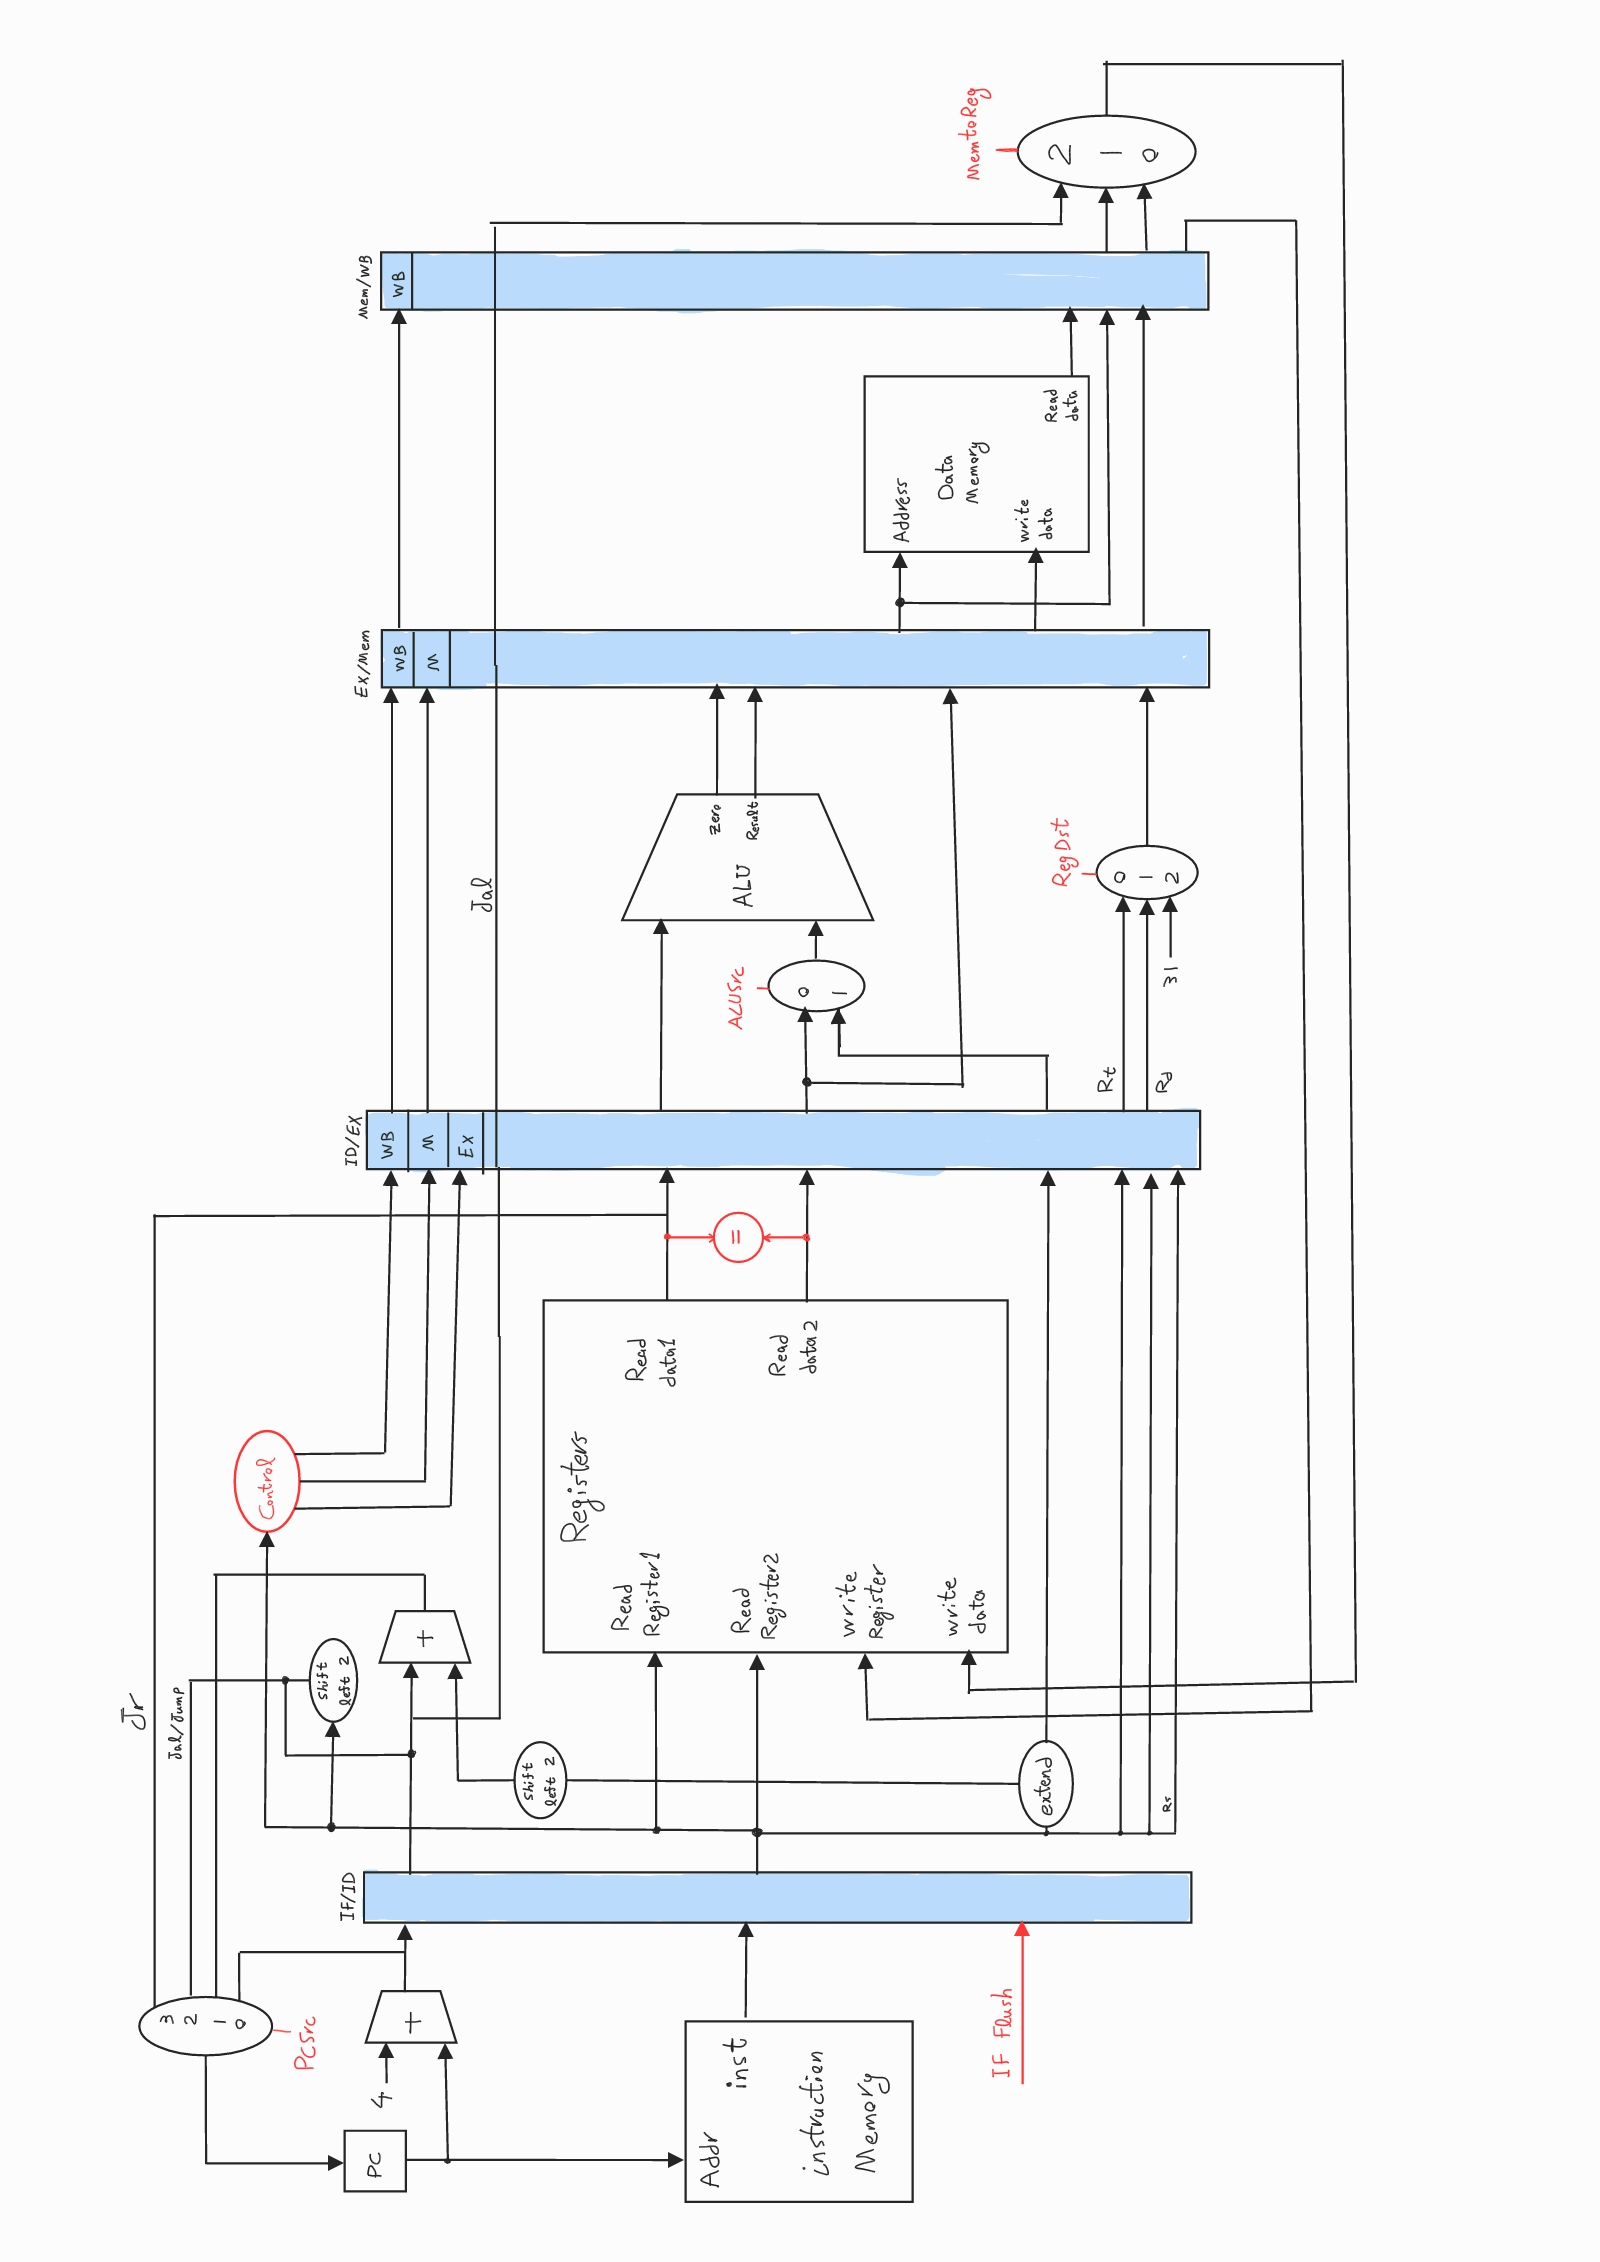 Jr
3
2
1
0
Jal/Jump
PCSrc
Control
Shift
left 2
IF/ID
PC
4
+
+
ID/EX
WB
M
Ex
Ex/Mem
WB
M
Mem/WB
WB
Jal
Shift
left 2
Registers
Read
Register1
Read
data1
Read
Register2
Read
data2
write
Register
write
data
=
Addr
inst
instruction
Memory
IF Flush
extend
Rs
ALUSrc
0
1
ALU
Zero
Result
Address
Data
Memory
write
data
Read
data
MemtoReg
2
1
0
RegDst
Rt
0
1
2
Rd
31